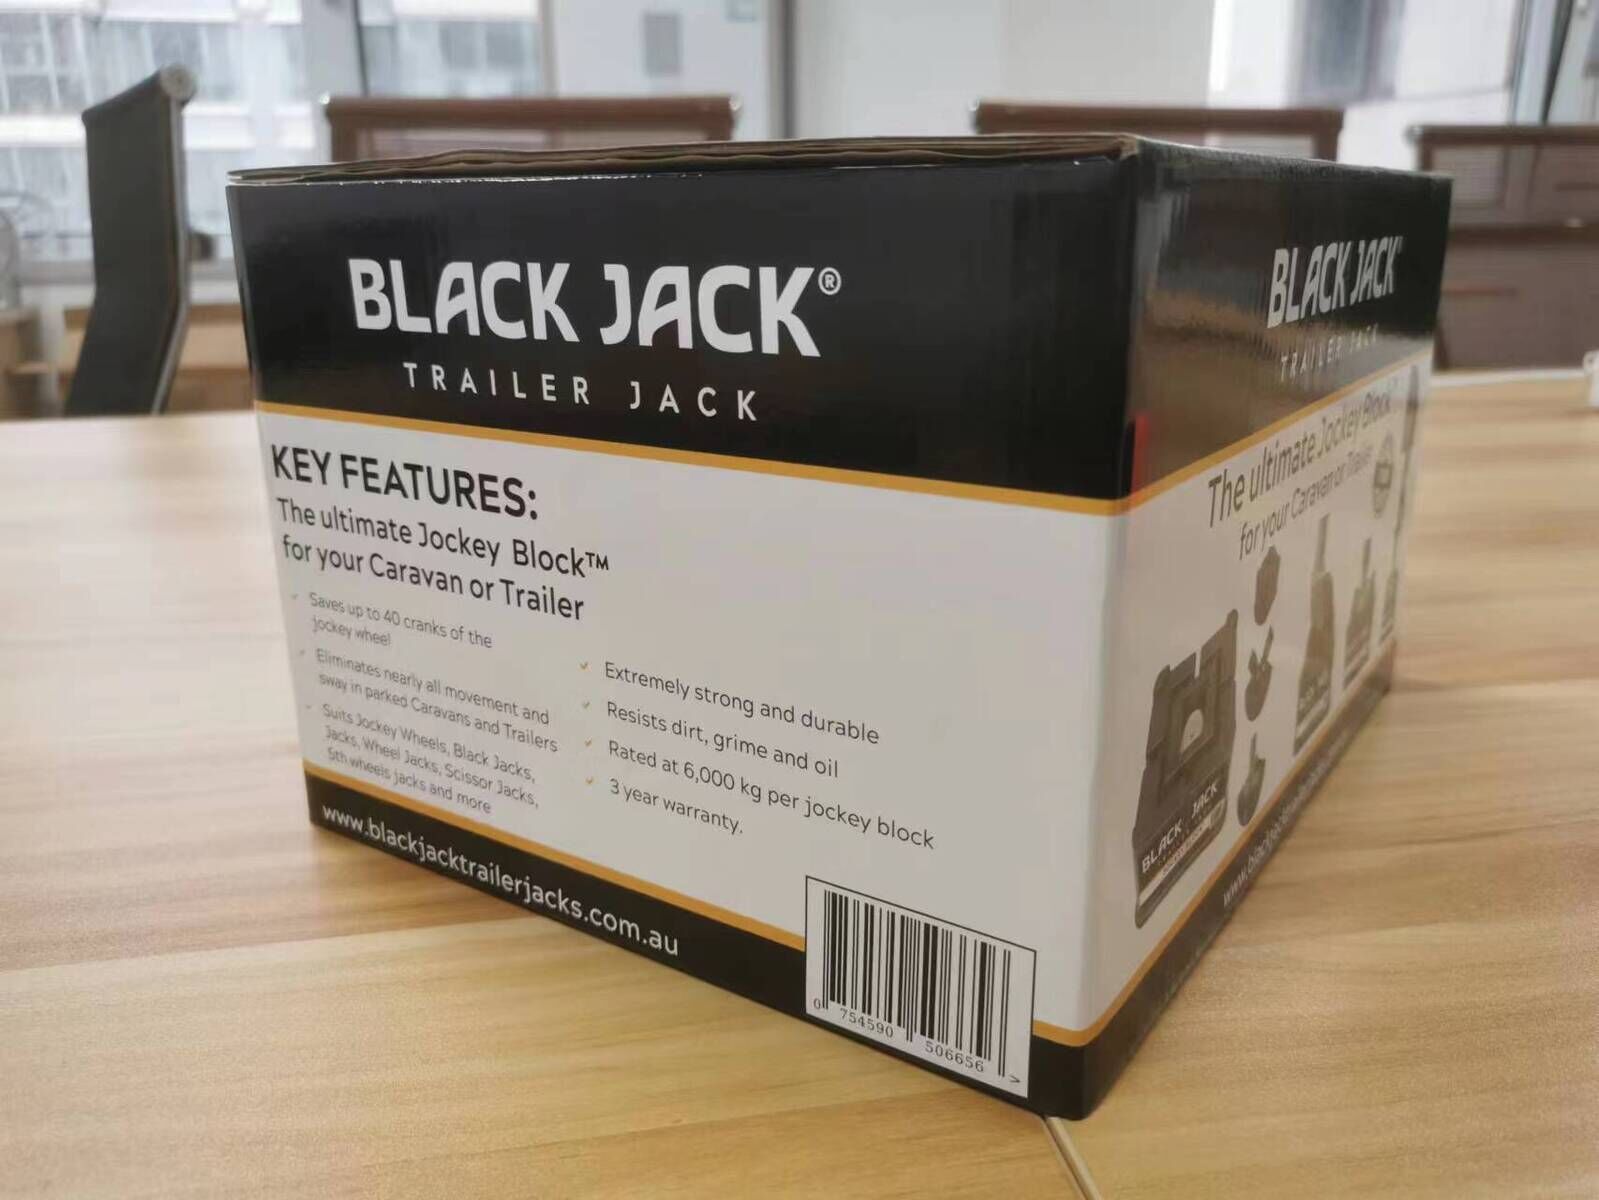 BLACK JACK®
TRAILER JACK
KEY FEATURES:
The ultimate Jockey Block™
for your Caravan or Trailer
Saves up to 40 cranks of the
jockey wheel
Eliminates nearly all movement and
sway in parked Caravans and Trailers
Suits Jockey Wheels, Black Jacks,
Jacks, Wheel Jacks, Scissor Jacks,
5th wheels jacks and more
Extremely strong and durable
Resists dirt, grime and oil
Rated at 6,000 kg per jockey block
3 year warranty.
www.blackjacktrailerjacks.com.au
0 754590 506656 >
BLACK JACK®
TRAILER JACK
The ultimate Jockey Block
for your Caravan or Trailer
BLACK JACK